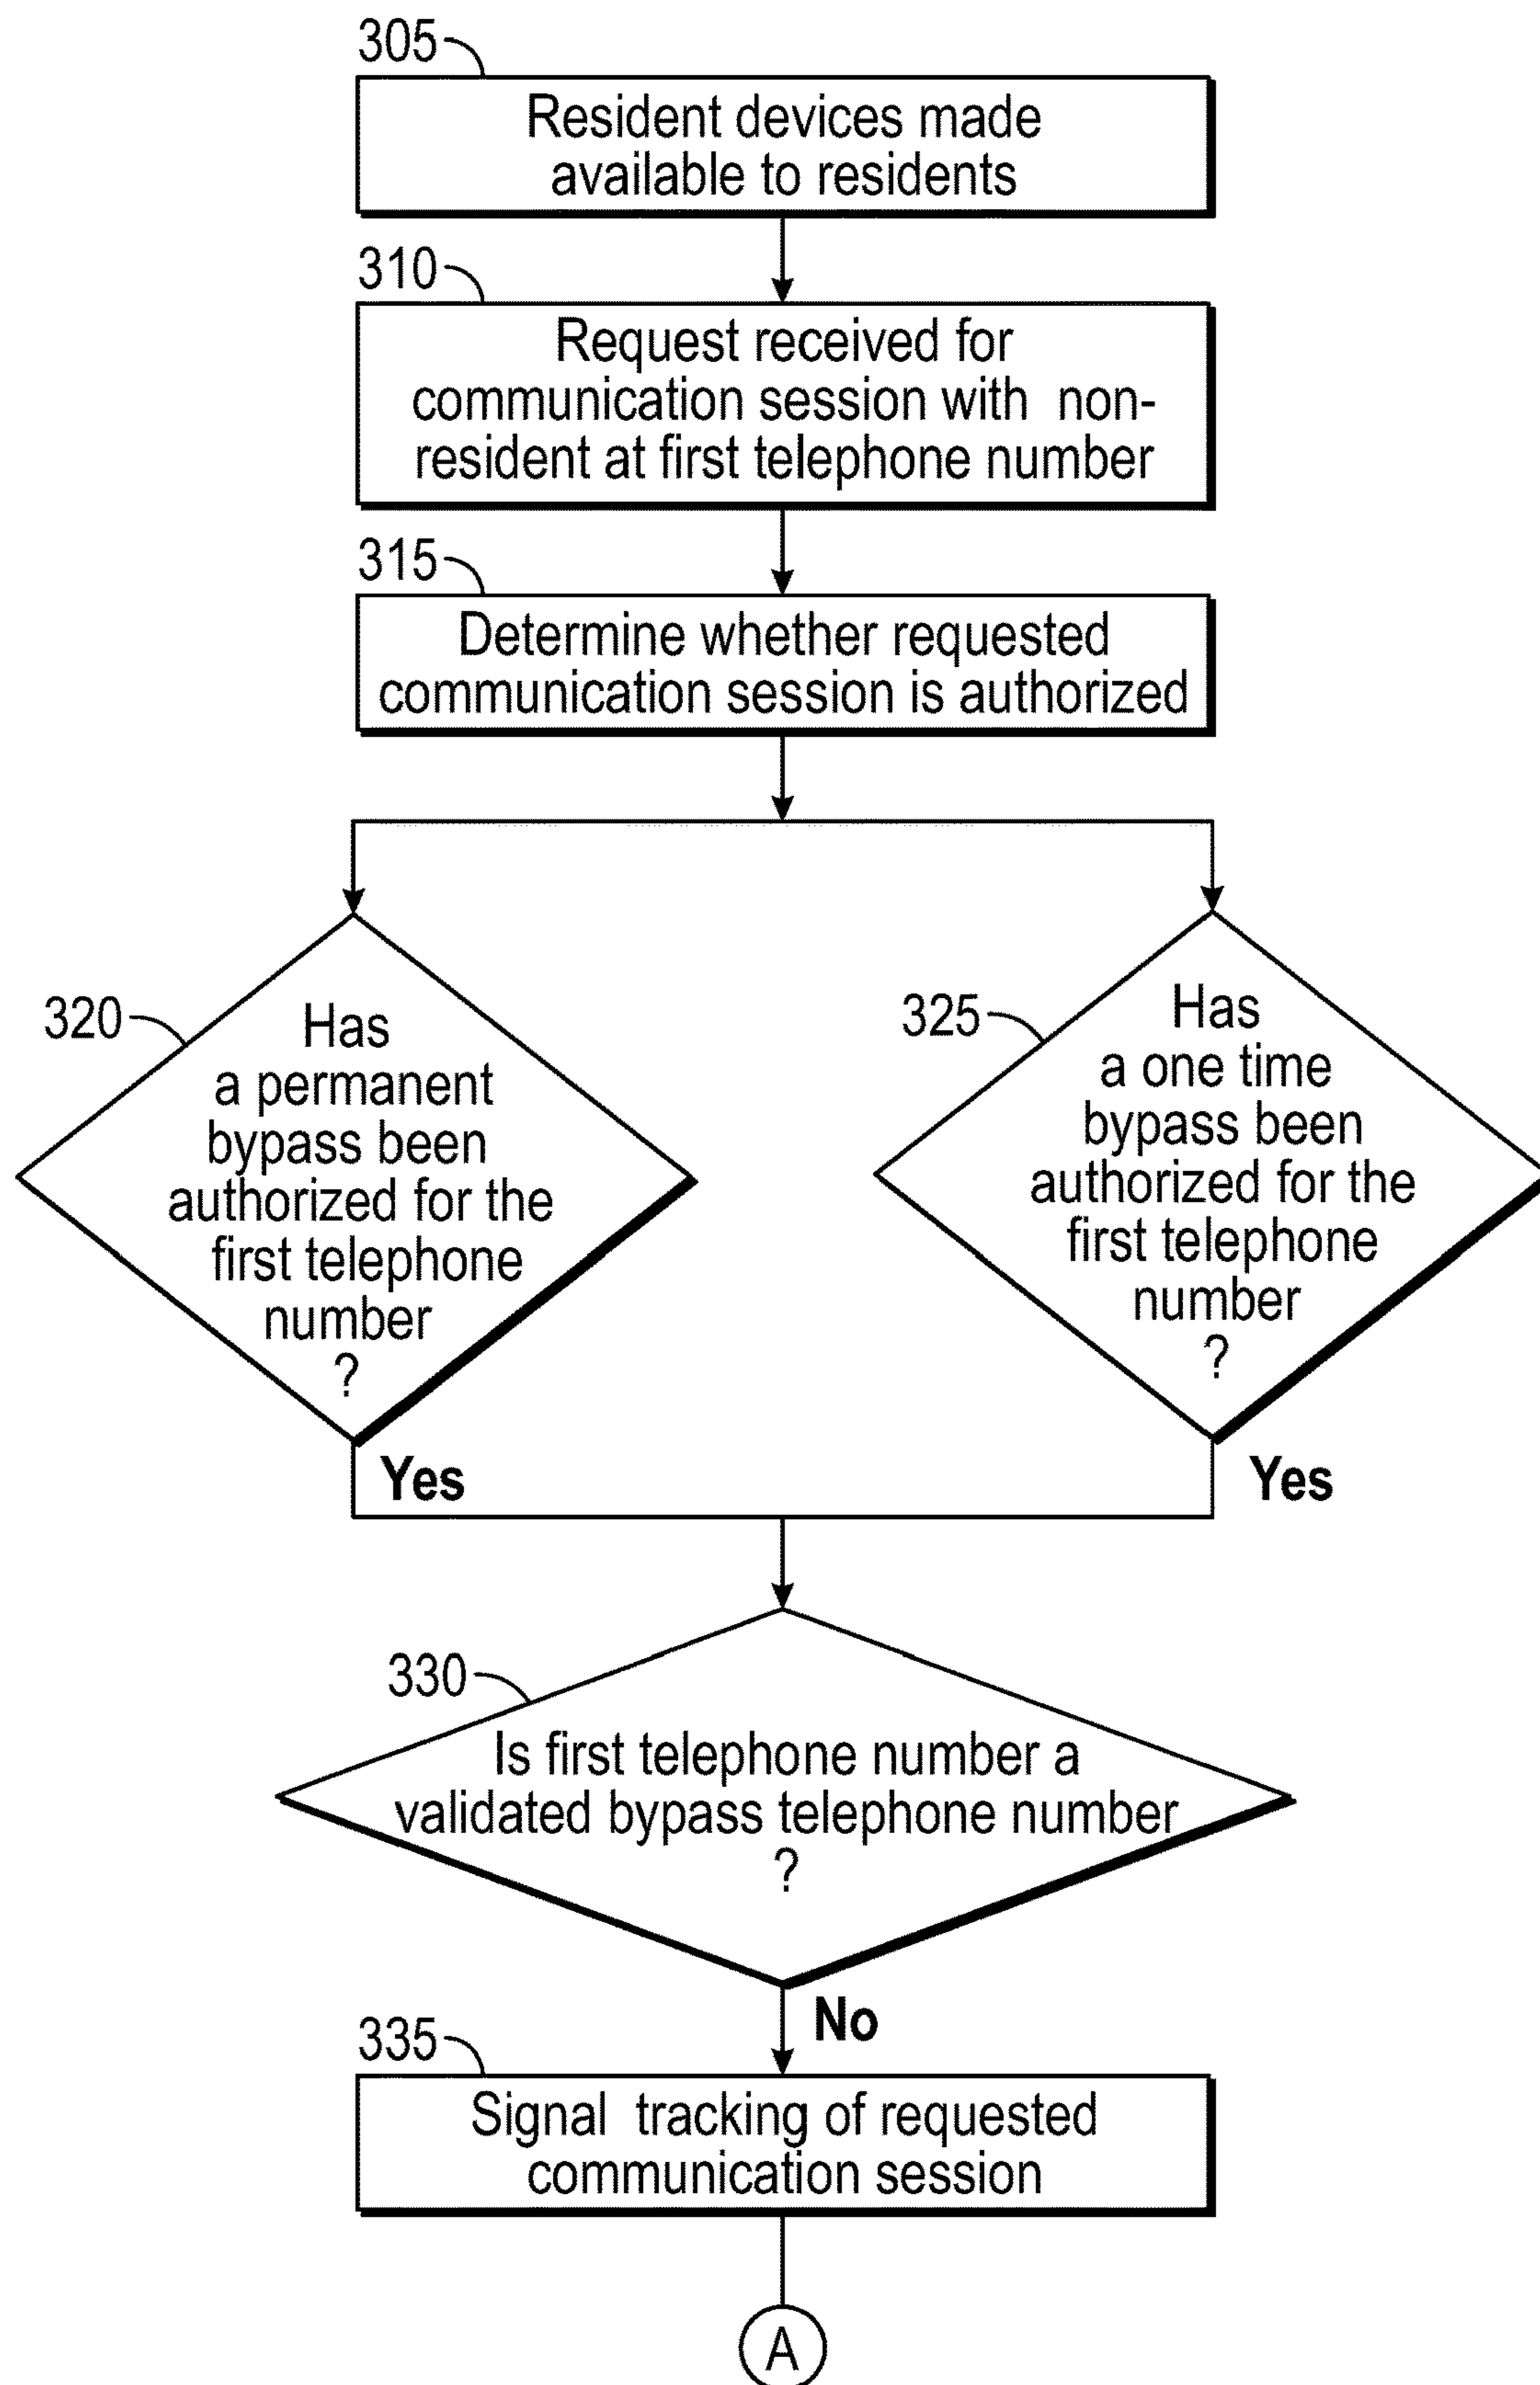 305
Resident devices made
available to residents
310
Request received for
communication session with non-
resident at first telephone number
315
Determine whether requested
communication session is authorized
320
Has
a permanent
bypass been
authorized for the
first telephone
number
?
Yes
325
Has
a one time
bypass been
authorized for the
first telephone
number
?
Yes
330
Is first telephone number a
validated bypass telephone number
?
No
335
Signal tracking of requested
communication session
A